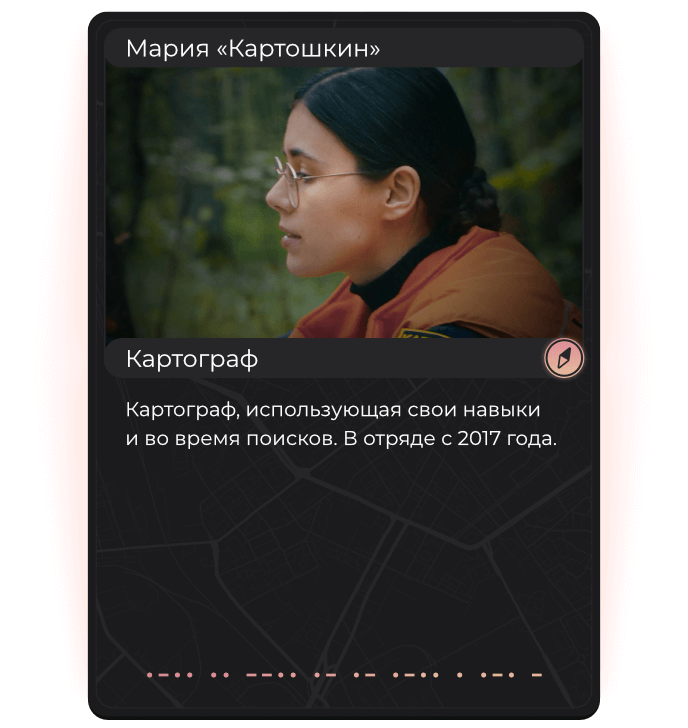 Мария «Картошкин»
Картограф
Картограф, использующая свои навыки
и во время поисков. В отряде с 2017 года.